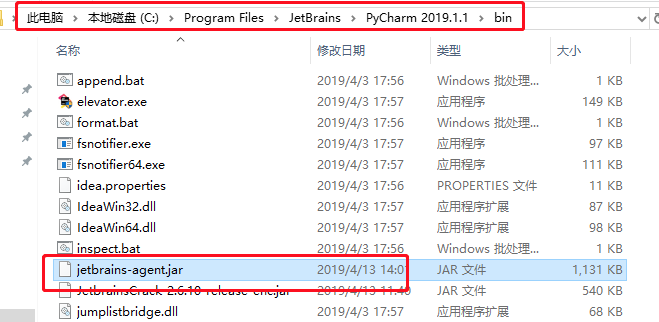 此电脑 › 本地磁盘 (C:) › Program Files › JetBrains › PyCharm 2019.1.1 › bin
名称 修改日期 类型 大小
append.bat 2019/4/3 17:56 Windows 批处理... 1 KB
elevator.exe 2019/4/3 17:57 应用程序 149 KB
format.bat 2019/4/3 17:56 Windows 批处理... 1 KB
fsnotifier.exe 2019/4/3 17:57 应用程序 97 KB
fsnotifier64.exe 2019/4/3 17:57 应用程序 111 KB
idea.properties 2019/4/3 17:56 PROPERTIES 文件 11 KB
IdeaWin32.dll 2019/4/3 17:57 应用程序扩展 87 KB
IdeaWin64.dll 2019/4/3 17:57 应用程序扩展 98 KB
inspect.bat 2019/4/3 17:56 Windows 批处理... 1 KB
jetbrains-agent.jar 2019/4/13 14:0 JAR 文件 1,131 KB
JetbrainsCrack-2.6.10-release-enc.jar 2019/4/13 11:40 JAR 文件 540 KB
jumplistbridge.dll 2019/4/3 17:57 应用程序扩展 68 KB